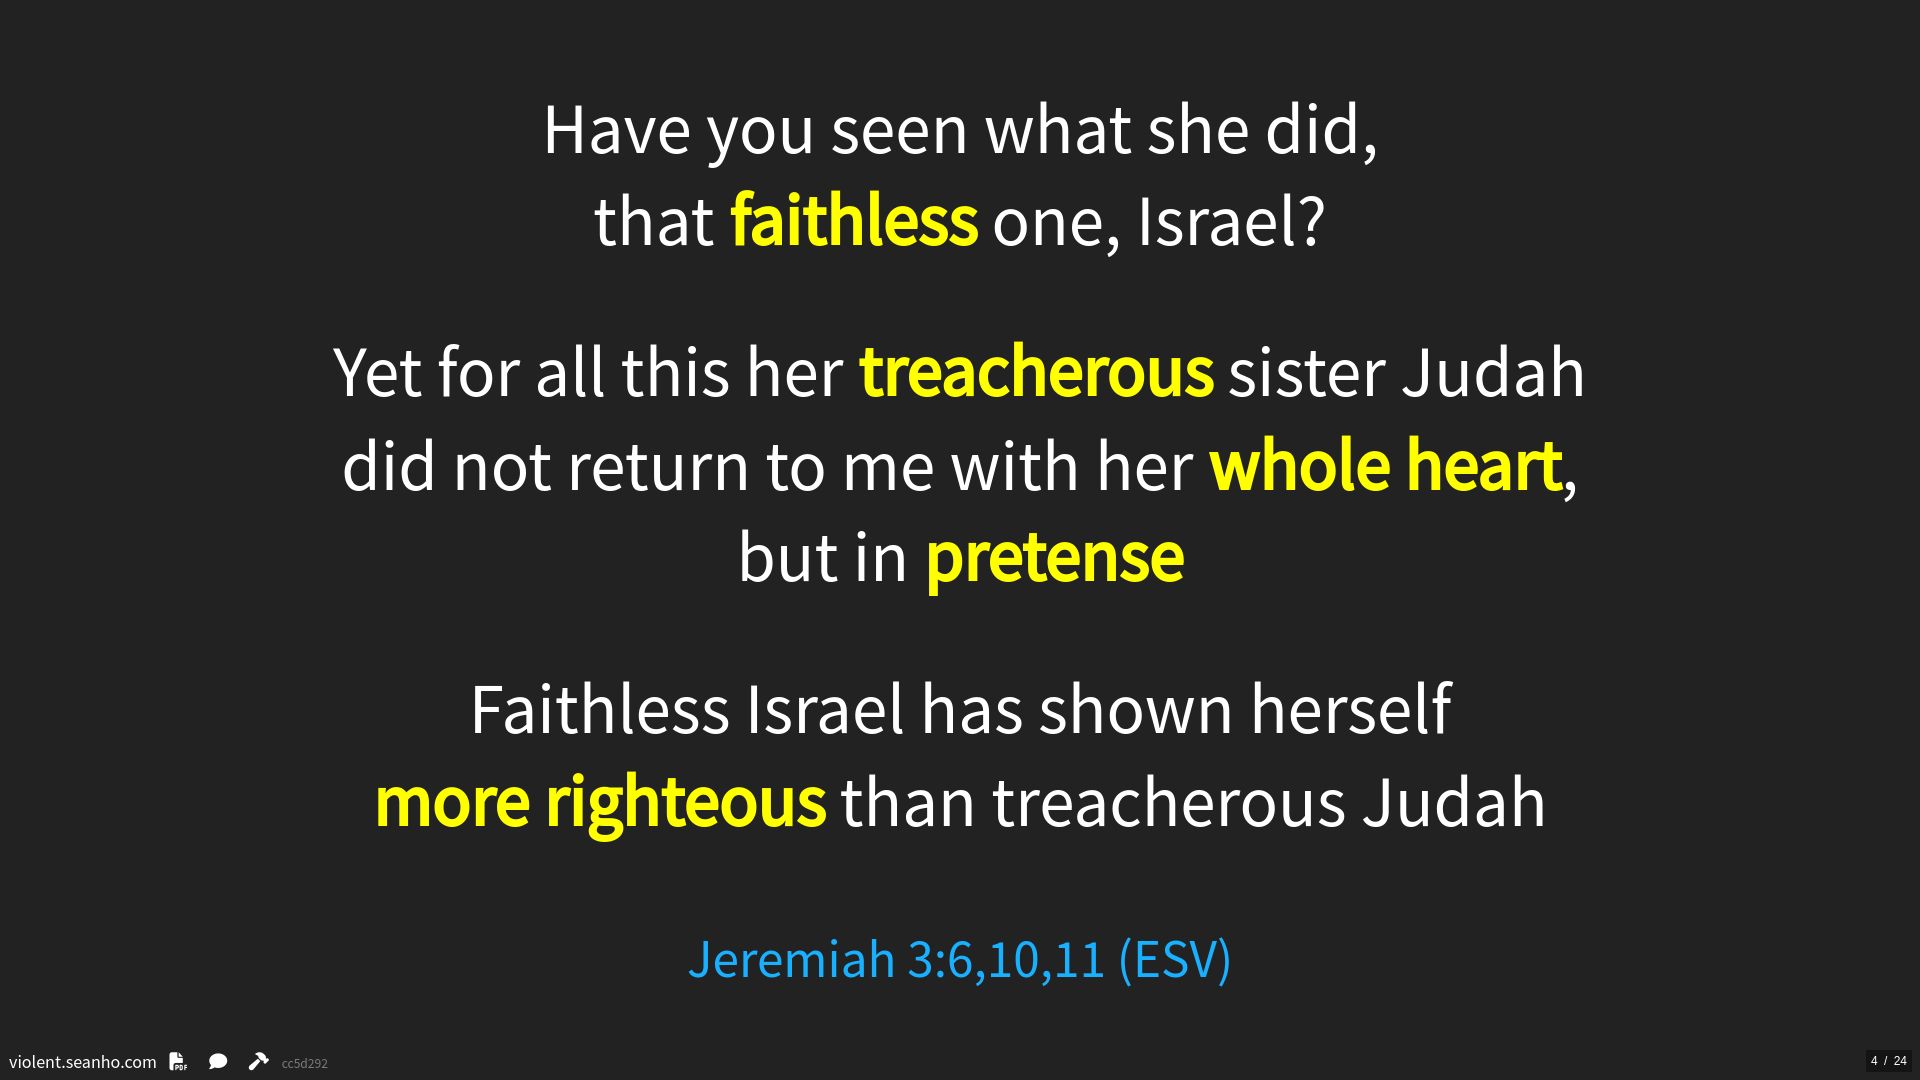 Have you seen what she did,
that faithless one, Israel?
Yet for all this her treacherous sister Judah
did not return to me with her whole heart,
but in pretense
Faithless Israel has shown herself
more righteous than treacherous Judah
Jeremiah 3:6,10,11 (ESV)
violent.seanho.com PDF cc5d292
4 / 24